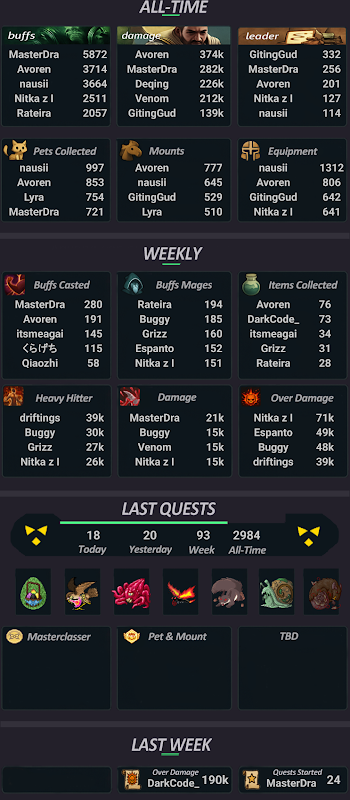 ALL-TIME
buffs
MasterDra 5872
Avoren 3714
nausii 3664
Nitka z l 2511
Rateira 2057
damage
Avoren 374k
MasterDra 282k
Deqing 226k
Venom 212k
GitingGud 139k
leader
GitingGud 332
MasterDra 256
Avoren 201
Nitka z l 127
nausii 114
Pets Collected
nausii 997
Avoren 853
Lyra 754
MasterDra 721
Mounts
Avoren 777
nausii 645
GitingGud 529
Lyra 510
Equipment
nausii 1312
Avoren 806
GitingGud 642
Nitka z l 641
WEEKLY
Buffs Casted
MasterDra 280
Avoren 191
itsmeagai 145
くらげち 115
Qiaozhi 58
Buffs Mages
Rateira 194
Buggy 185
Grizz 160
Espanto 152
Nitka z l 151
Items Collected
Avoren 76
DarkCode_ 73
itsmeagai 34
Grizz 31
Rateira 28
Heavy Hitter
driftings 39k
Buggy 30k
Grizz 27k
Nitka z l 26k
Damage
MasterDra 21k
Buggy 15k
Venom 15k
Nitka z l 15k
Over Damage
Nitka z l 71k
Espanto 49k
Buggy 48k
driftings 39k
LAST QUESTS
18 20 93 2984
Today Yesterday Week All-Time
Masterclasser
Pet & Mount
TBD
LAST WEEK
Over Damage
DarkCode_ 190k
Quests Started
MasterDra 24